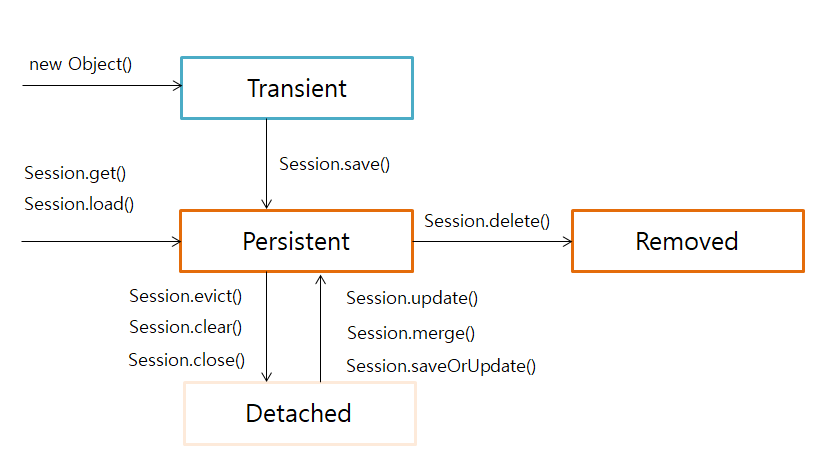 new Object()
Transient
Session.save()
Session.get()
Session.load()
Persistent
Session.delete()
Removed
Session.evict()
Session.clear()
Session.close()
Session.update()
Session.merge()
Session.saveOrUpdate()
Detached